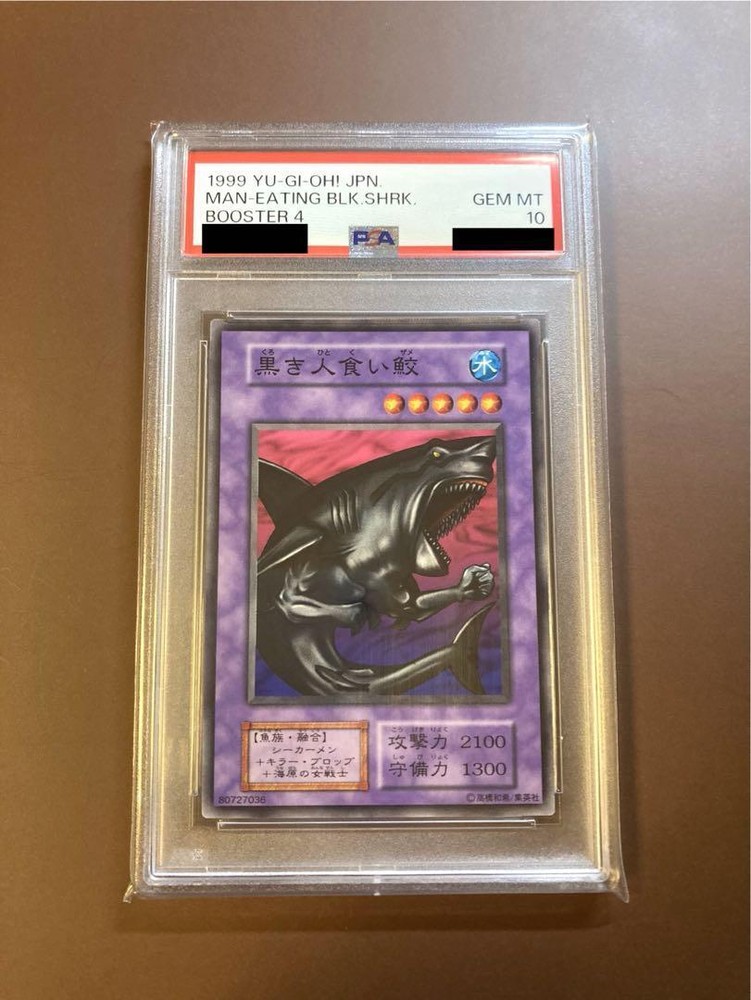 1999 YU-GI-OH! JPN.
MAN-EATING BLK.SHRK. GEM MT
BOOSTER 4 10
PSA
黒き人食い鮫 水
【魚族・融合】
シーカーメン
+キラー・ブロッブ
+海原の女戦士
攻撃力 2100
守備力 1300
80727036
©高橋和希/集英社